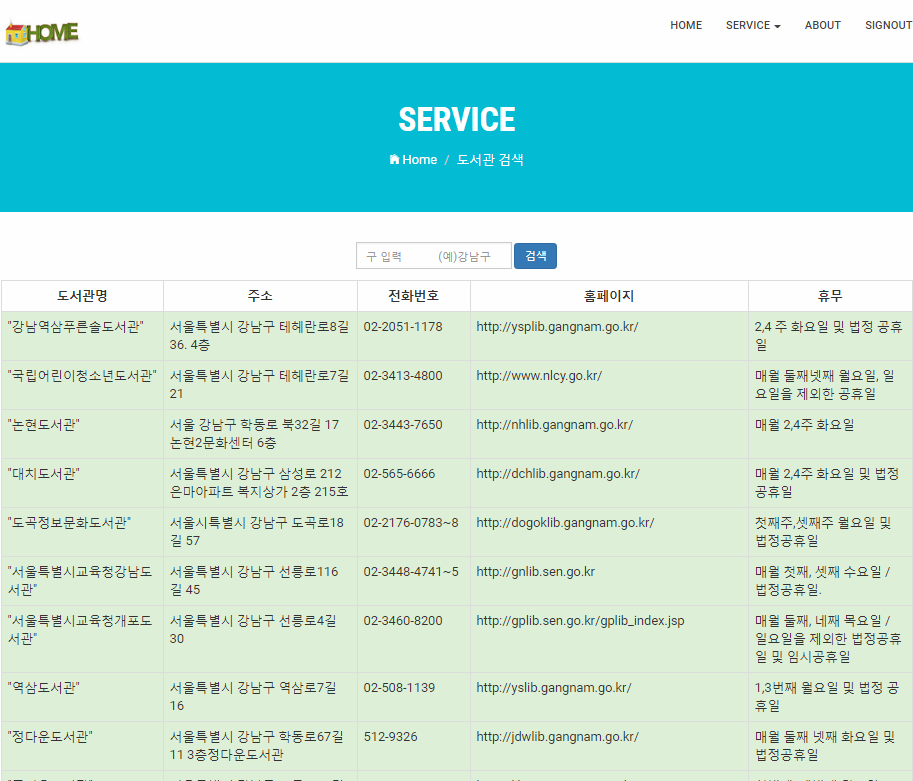 HOME
HOME SERVICE ABOUT SIGNOUT
SERVICE
Home / 도서관 검색
구 입력 (예)강남구 검색
도서관명 주소 전화번호 홈페이지 휴무
"강남역삼푸른솔도서관" 서울특별시 강남구 테헤란로8길 02-2051-1178 http://ysplib.gangnam.go.kr/ 2,4 주 화요일 및 법정 공휴
36. 4층 일
"국립어린이청소년도서관" 서울특별시 강남구 테헤란로7길 02-3413-4800 http://www.nlcy.go.kr/ 매월 둘째넷째 월요일, 일
21 요일을 제외한 공휴일
"논현도서관" 서울 강남구 학동로 북32길 17 02-3443-7650 http://nhlib.gangnam.go.kr/ 매월 2,4주 화요일
논현2문화센터 6층
"대치도서관" 서울특별시 강남구 삼성로 212 02-565-6666 http://dchlib.gangnam.go.kr/ 매월 2,4주 화요일 및 법정
은마아파트 복지상가 2층 215호 공휴일
"도곡정보문화도서관" 서울시특별시 강남구 도곡로18 02-2176-0783~8 http://dogoklib.gangnam.go.kr/ 첫째주,셋째주 월요일 및
길 57 법정공휴일
"서울특별시교육청강남도 서울특별시 강남구 선릉로116 02-3448-4741~5 http://gnlib.sen.go.kr 매월 첫째, 셋째 수요일 /
서관" 길 45 법정공휴일.
"서울특별시교육청개포도 서울특별시 강남구 선릉로4길 02-3460-8200 http://gplib.sen.go.kr/gplib_index.jsp 매월 둘째, 네째 목요일 /
서관" 30 일요일을 제외한 법정공휴
일 및 임시공휴일
"역삼도서관" 서울특별시 강남구 역삼로7길 02-508-1139 http://yslib.gangnam.go.kr/ 1,3번째 월요일 및 법정 공
16 휴일
"정다운도서관" 서울특별시 강남구 학동로67길 512-9326 http://jdwlib.gangnam.go.kr/ 매월 둘째 넷째 화요일 및
11 3층정다운도서관 법정공휴일